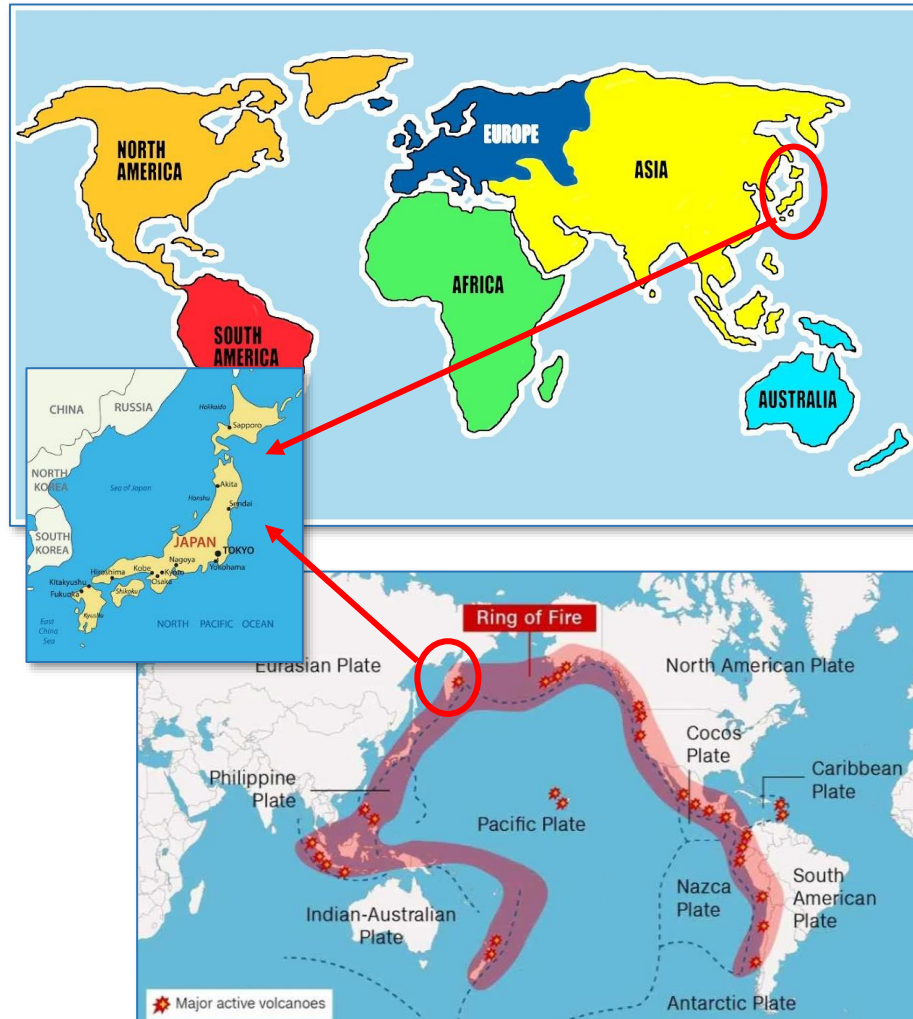 NORTH
AMERICA
EUROPE
ASIA
AFRICA
SOUTH
AMERICA
AUSTRALIA
CHINA
RUSSIA
Hokkaido
Sapporo
NORTH
KOREA
Sea of Japan
Akita
Honshu
Sendai
SOUTH
KOREA
JAPAN
TOKYO
Nagoya
Yokohama
Kobe
Kyoto
Hiroshima
Osaka
Kitakyushu
Fukuoka
Shikoku
Kyushu
East
China
Sea
NORTH PACIFIC OCEAN
Ring of Fire
Eurasian Plate
North American Plate
Cocos
Plate
Philippine
Plate
Caribbean
Plate
Pacific Plate
Nazca
Plate
South
American
Plate
Indian-Australian
Plate
Major active volcanoes
Antarctic Plate